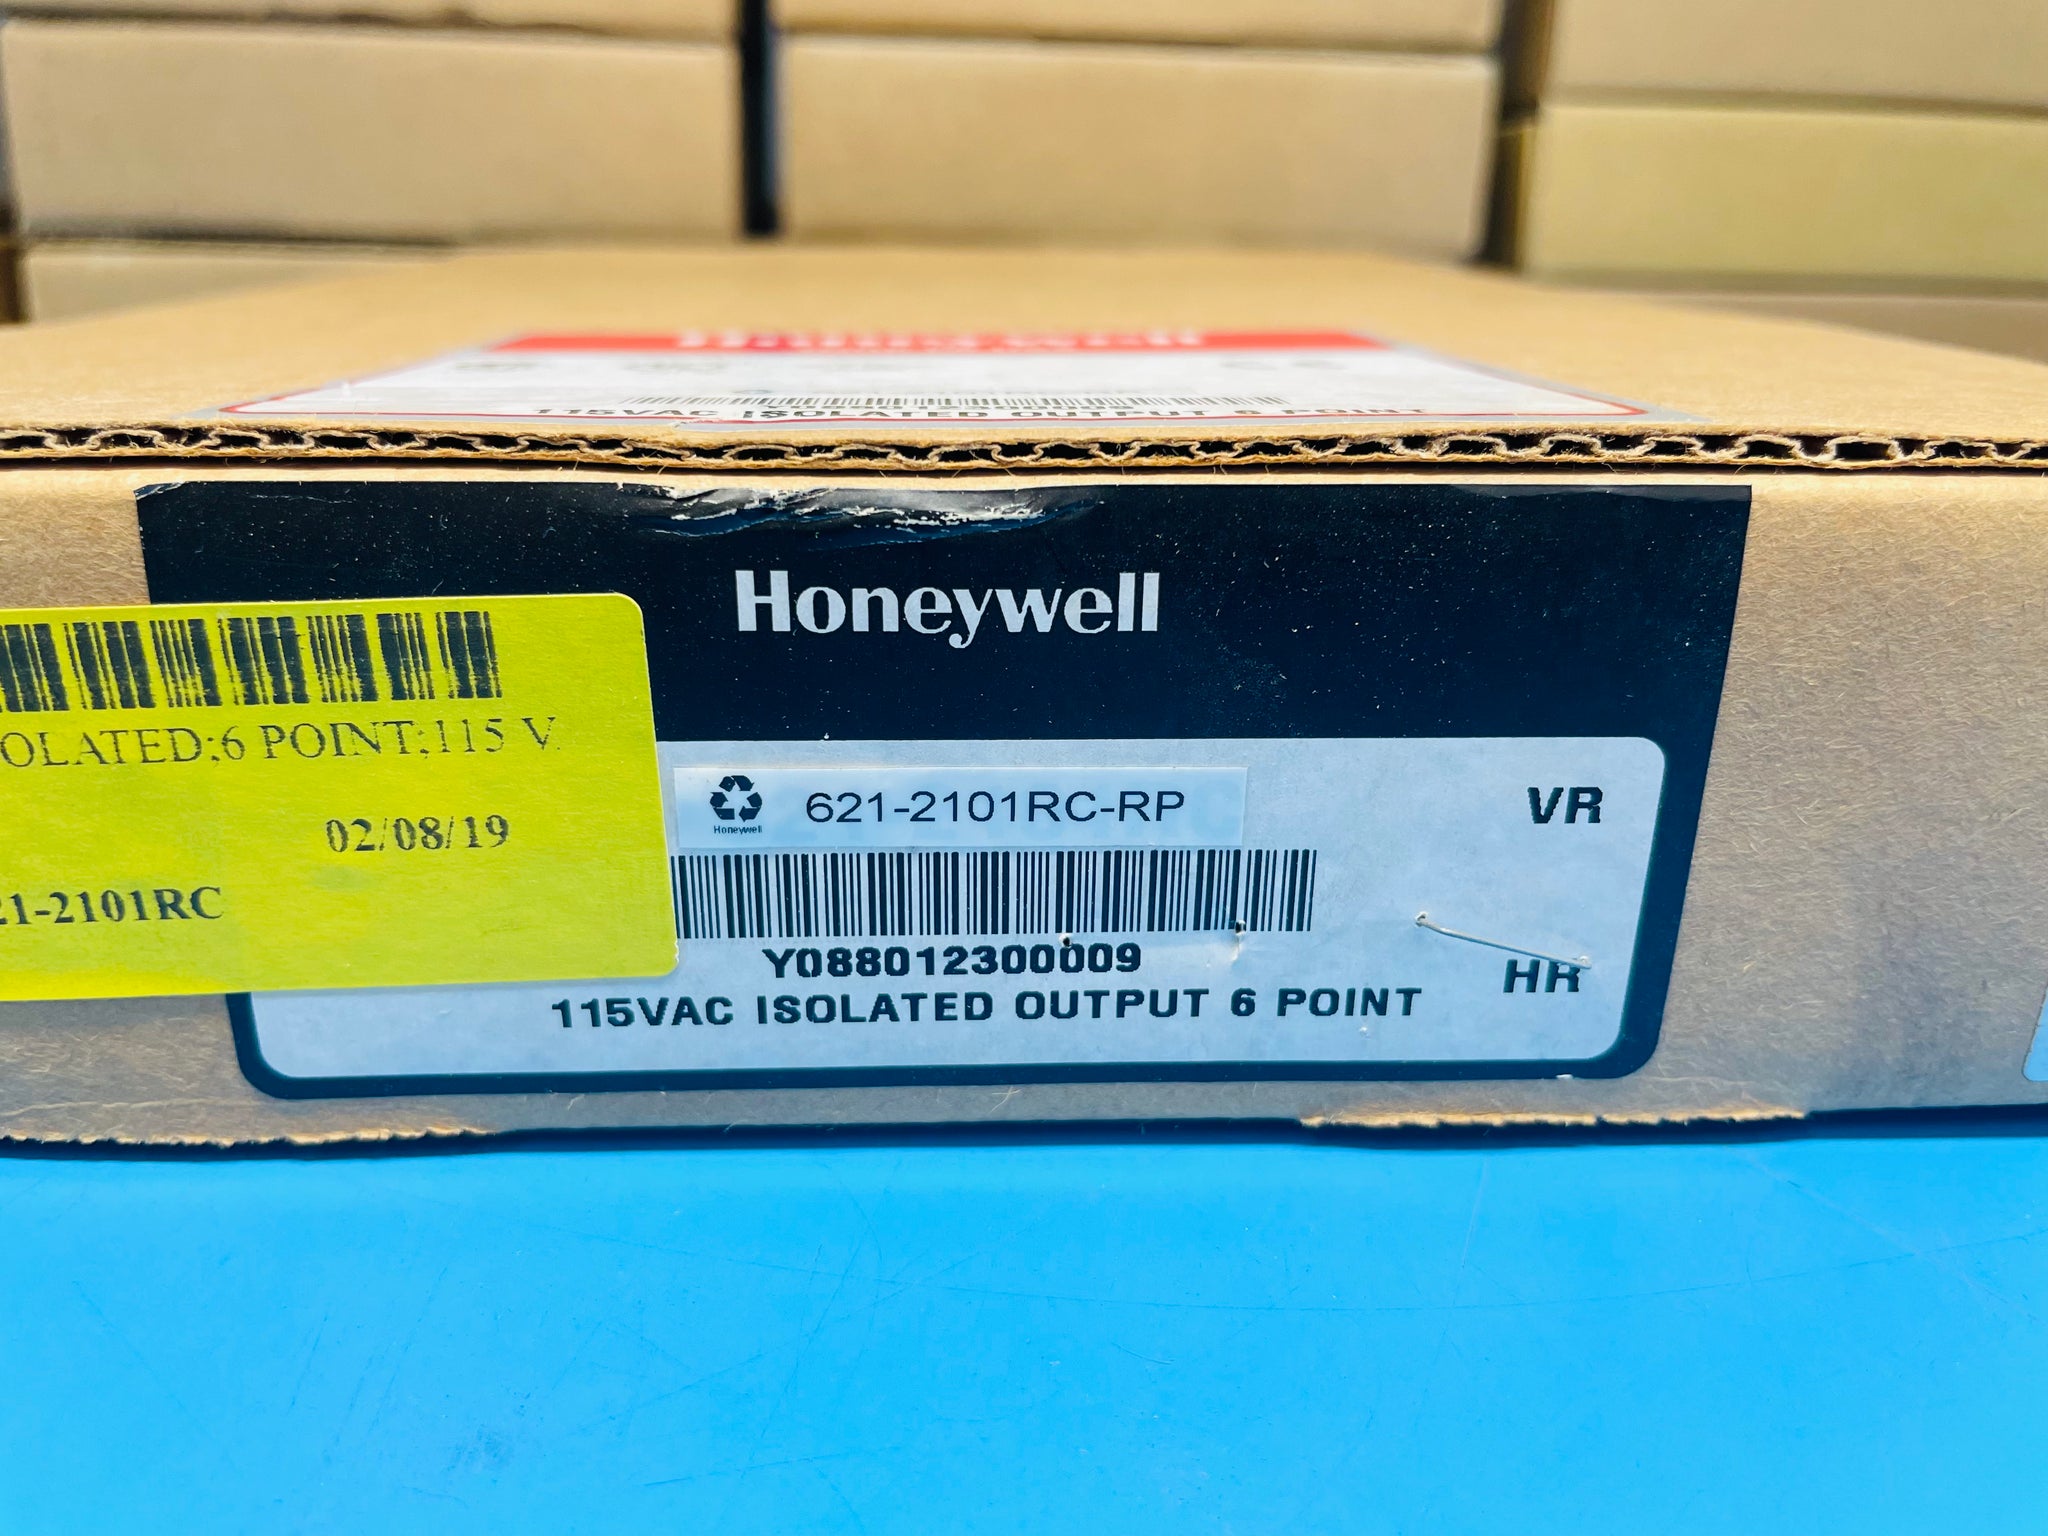 Honeywell
115VAC ISOLATED OUTPUT 6 POINT
Honeywell
OLATED;6 POINT;115 V.
02/08/19
21-2101RC
Honeywell
621-2101RC-RP
VR
Y088012300009
HR
115VAC ISOLATED OUTPUT 6 POINT